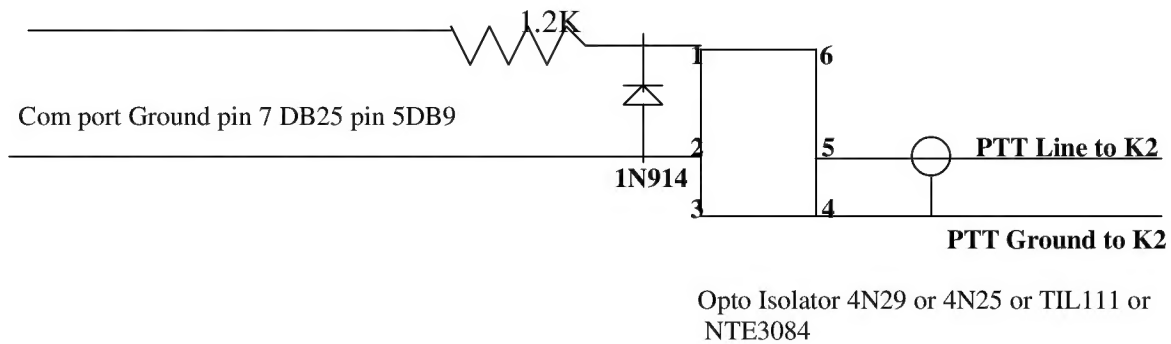 1.2K
1
6
Com port Ground pin 7 DB25 pin 5DB9
2
5
PTT Line to K2
1N914
3
4
PTT Ground to K2
Opto Isolator 4N29 or 4N25 or TIL111 or
NTE3084